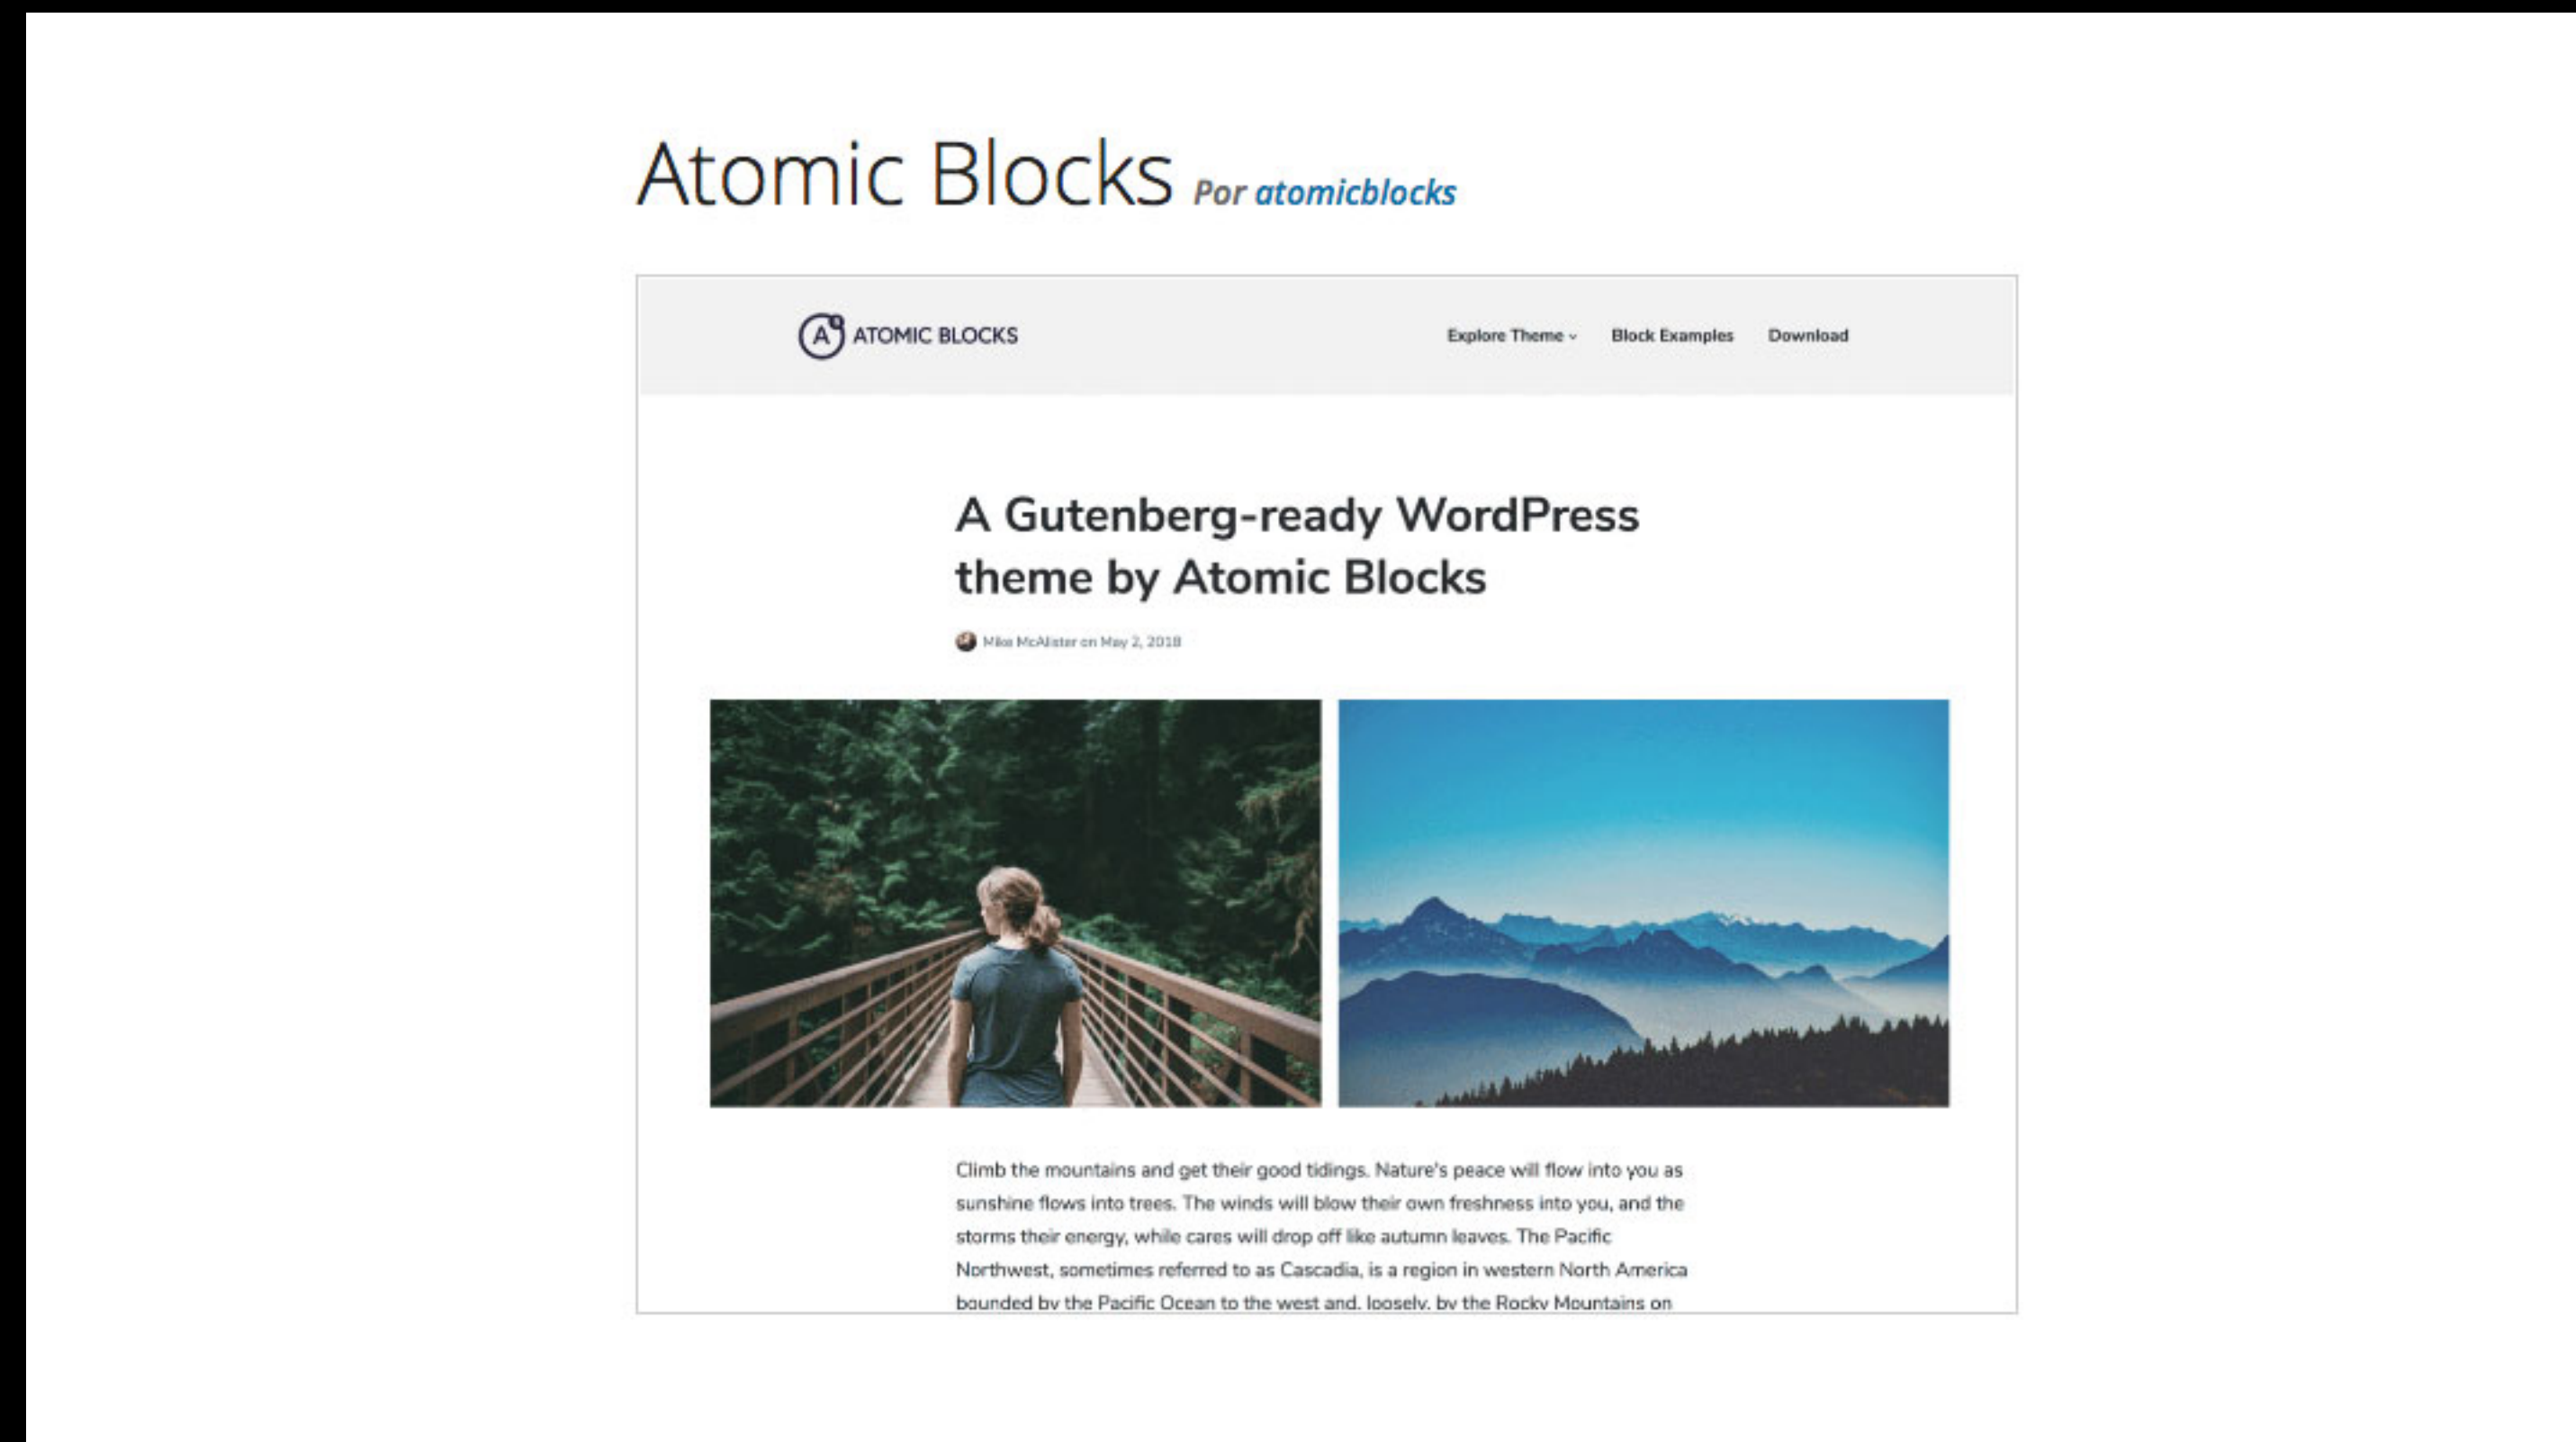 Atomic Blocks Por atomicblocks
A ATOMIC BLOCKS
Explore Theme Block Examples Download
A Gutenberg-ready WordPress
theme by Atomic Blocks
Mike McAlister on May 2, 2018
Climb the mountains and get their good tidings. Nature's peace will flow into you as
sunshine flows into trees. The winds will blow their own freshness into you, and the
storms their energy, while cares will drop off like autumn leaves. The Pacific
Northwest, sometimes referred to as Cascadia, is a region in western North America
bounded by the Pacific Ocean to the west and, loosely, by the Rocky Mountains on